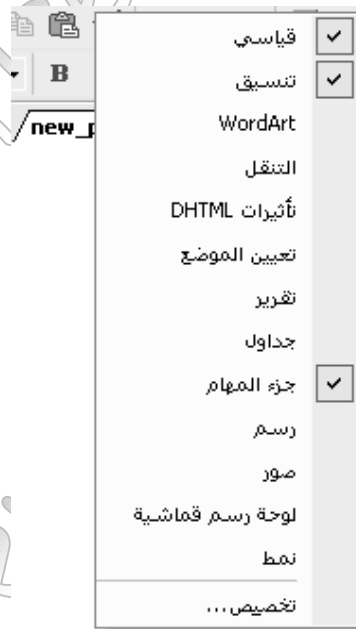 B
new_p
قياسي
تنسيق
WordArt
التنقل
تأثيرات DHTML
تعيين الموضع
تقرير
جداول
جزء المهام
رسم
صور
لوحة رسم قماشية
نمط
تخصيص...